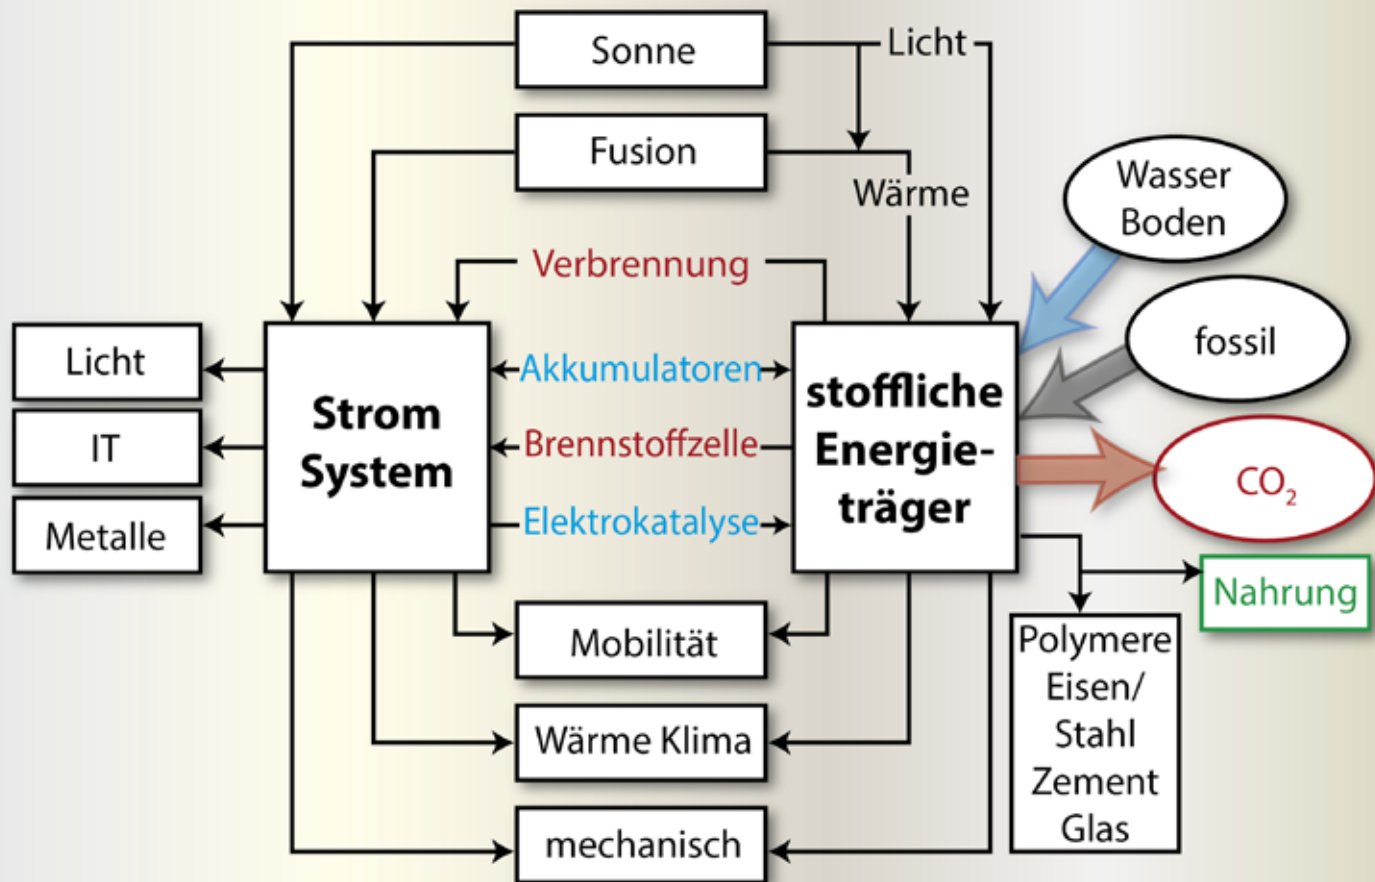 Sonne
Licht
Fusion
Wärme
Wasser
Boden
Verbrennung
fossil
Licht
IT
Metalle
Strom
System
Akkumulatoren
Brennstoffzelle
Elektrokatalyse
stoffliche
Energie-
träger
CO₂
Nahrung
Mobilität
Wärme Klima
mechanisch
Polymere
Eisen/
Stahl
Zement
Glas